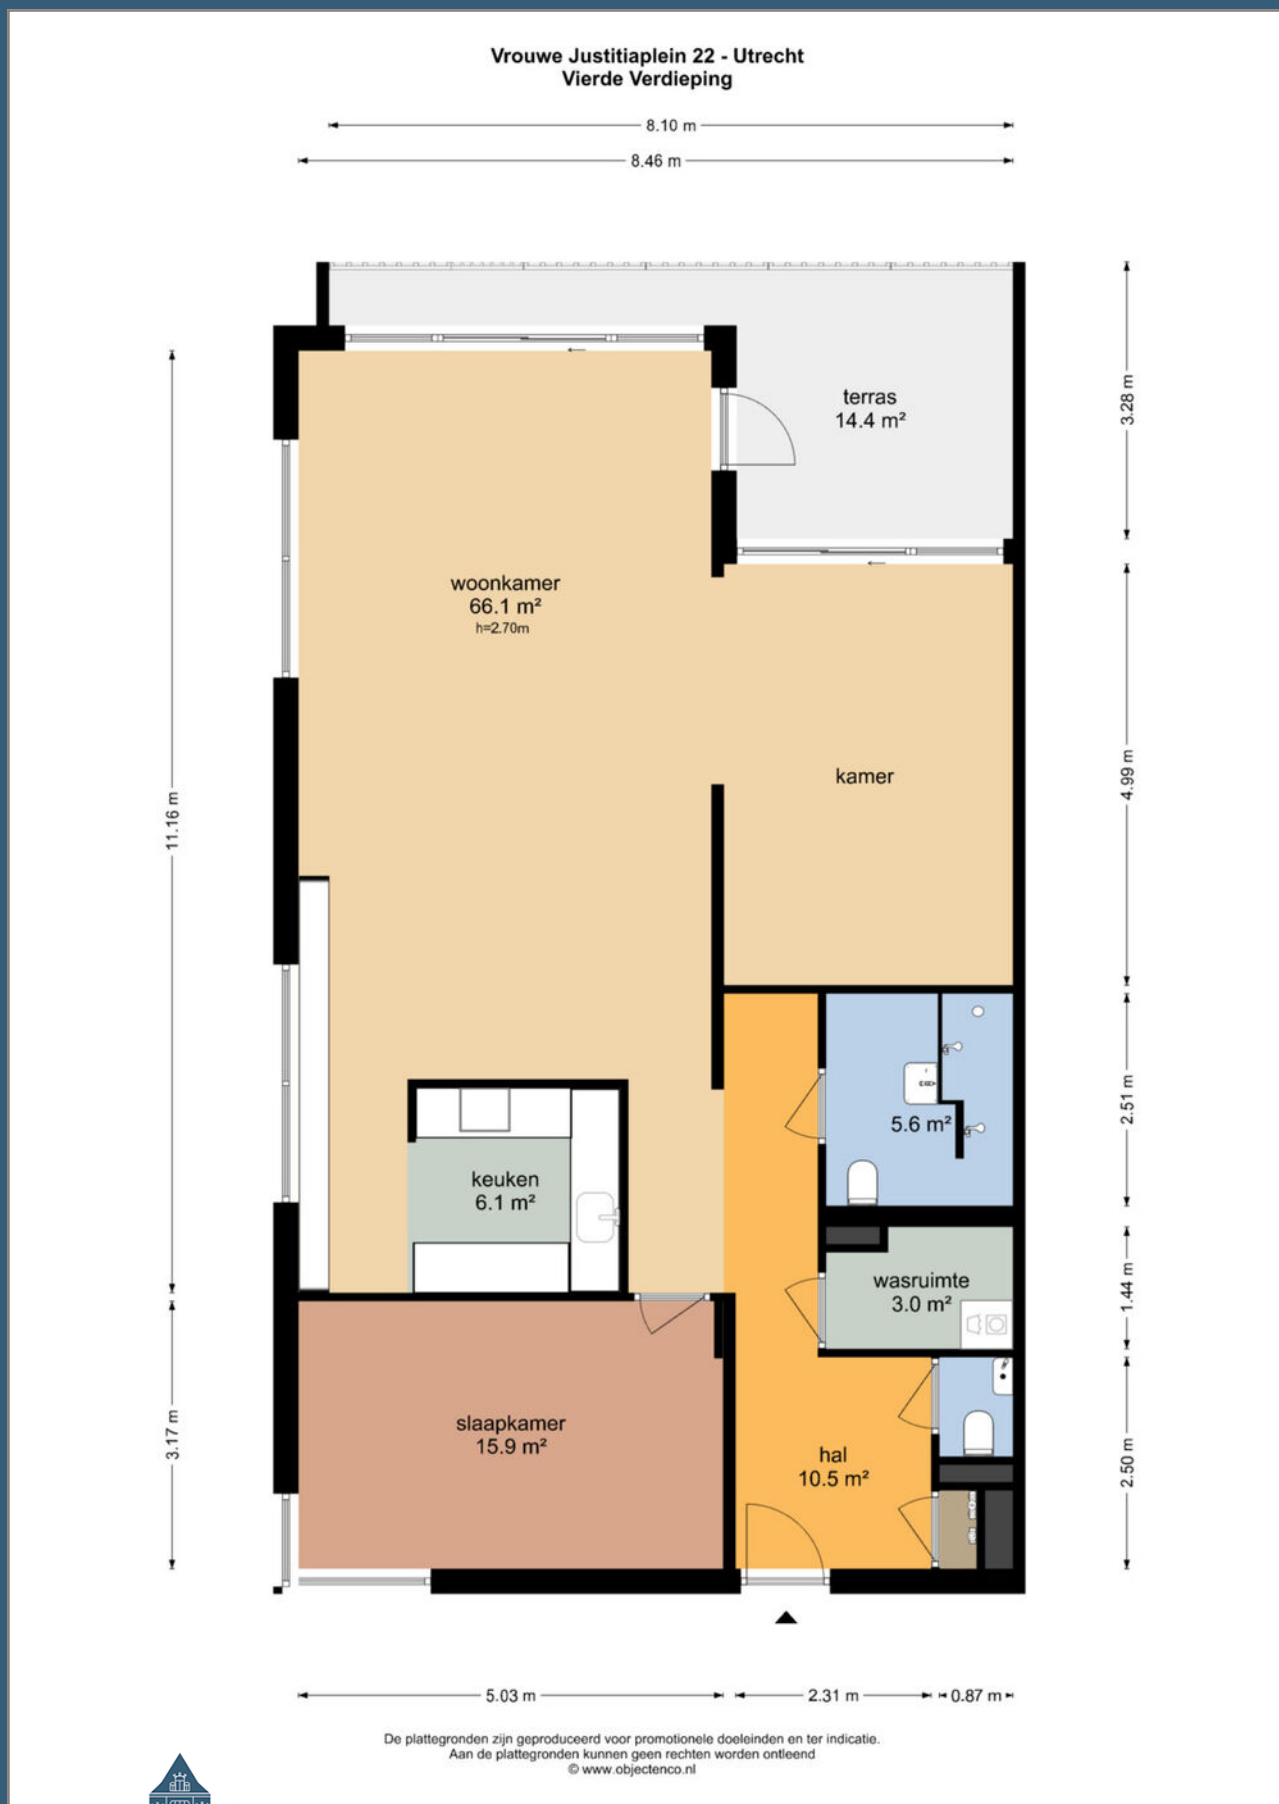 Vrouwe Justitiaplein 22 - Utrecht
Vierde Verdieping
8.10 m
8.46 m
terras
14.4 m²
3.28 m
woonkamer
66.1 m²
h=2.70m
kamer
4.99 m
11.16 m
5.6 m²
2.51 m
keuken
6.1 m²
wasruimte
3.0 m²
1.44 m
slaapkamer
15.9 m²
3.17 m
hal
10.5 m²
2.50 m
5.03 m
2.31 m
0.87 m
De plattegronden zijn geproduceerd voor promotionele doeleinden en ter indicatie.
Aan de plattegronden kunnen geen rechten worden ontleend
© www.objectenco.nl